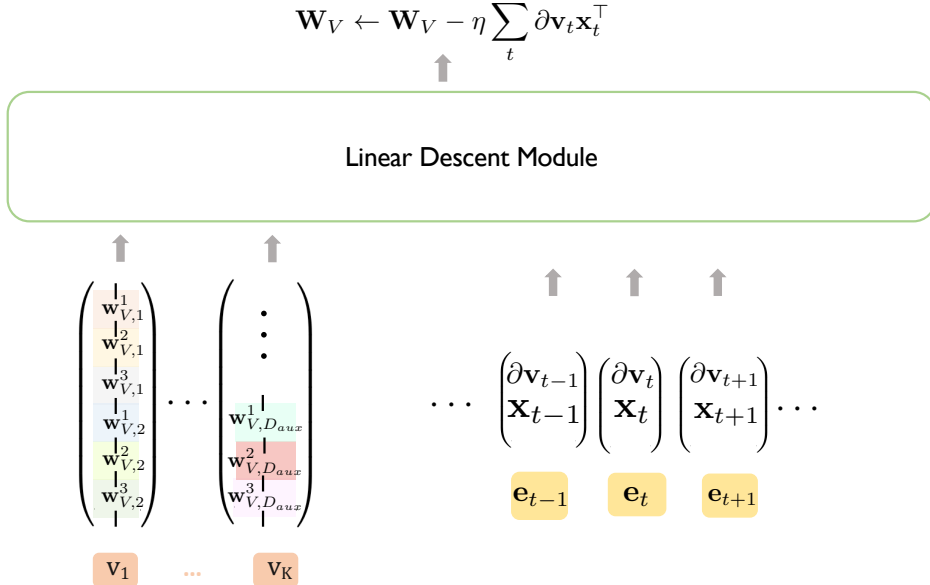 W_V ← W_V − η ∑_t ∂v_t x_t^⊤
Linear Descent Module
w^1_{V,1}
w^2_{V,1}
w^3_{V,1}
w^1_{V,2}
w^2_{V,2}
w^3_{V,2}
...
w^1_{V,D_{aux}}
w^2_{V,D_{aux}}
w^3_{V,D_{aux}}
... ∂v_{t−1} ∂v_t ∂v_{t+1}
x_{t−1} x_t x_{t+1} ...
e_{t−1} e_t e_{t+1}
v_1 ... v_K